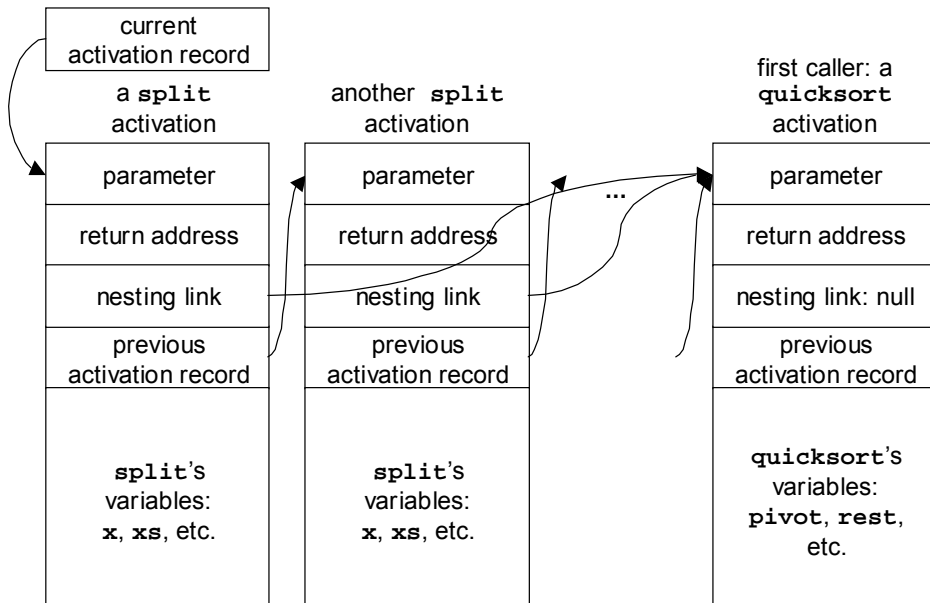 current
activation record
a split
activation
another split
activation
first caller: a
quicksort
activation
parameter
return address
nesting link
previous
activation record
split's
variables:
x, xs, etc.
parameter
return address
nesting link
previous
activation record
split's
variables:
x, xs, etc.
...
parameter
return address
nesting link: null
previous
activation record
quicksort's
variables:
pivot, rest,
etc.